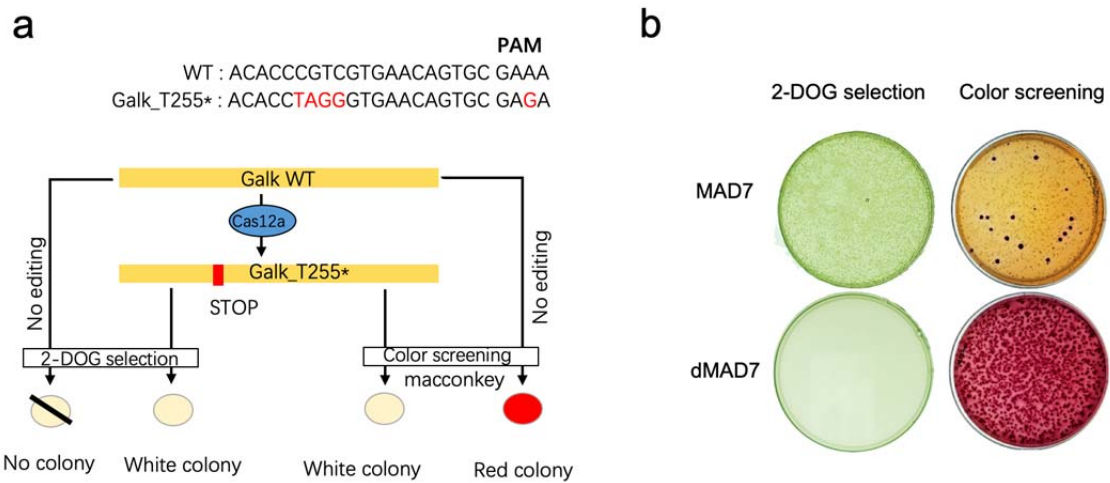 a
PAM
WT : ACACCCGTCGTGAACAGTGC GAAA
Galk_T255* : ACACCTAGGGTGAACAGTGC GAGA
Galk WT
Cas12a
Galk_T255*
STOP
No editing
No editing
2-DOG selection
Color screening
macconkey
No colony
White colony
White colony
Red colony
b
2-DOG selection
Color screening
MAD7
dMAD7